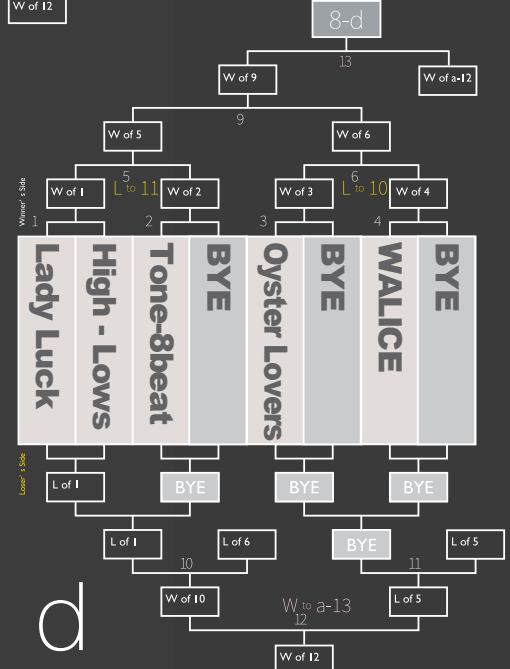 W of 12
8-d
13
W of 9
W of a-12
9
W of 5
W of 6
5
L to 11
6
L to 10
Winner's Side
W of 1
W of 2
W of 3
W of 4
1
2
3
4
Lady Luck
High - Lows
Tone-8beat
BYE
Oyster Lovers
BYE
WALICE
BYE
Loser's Side
L of 1
BYE
BYE
BYE
L of 1
L of 6
BYE
L of 5
10
11
W of 10
W to a-13
L of 5
12
W of 12
d